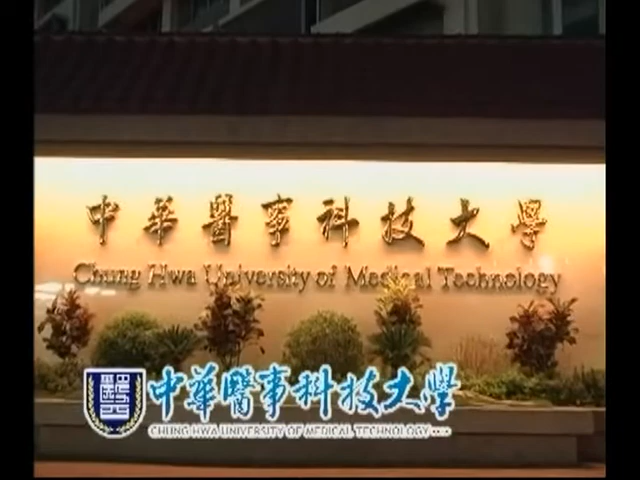 中華醫事科技大學
Chung Hwa University of Medical Technology
中華醫事科技大學
CHUNG HWA UNIVERSITY OF MEDICAL TECHNOLOGY